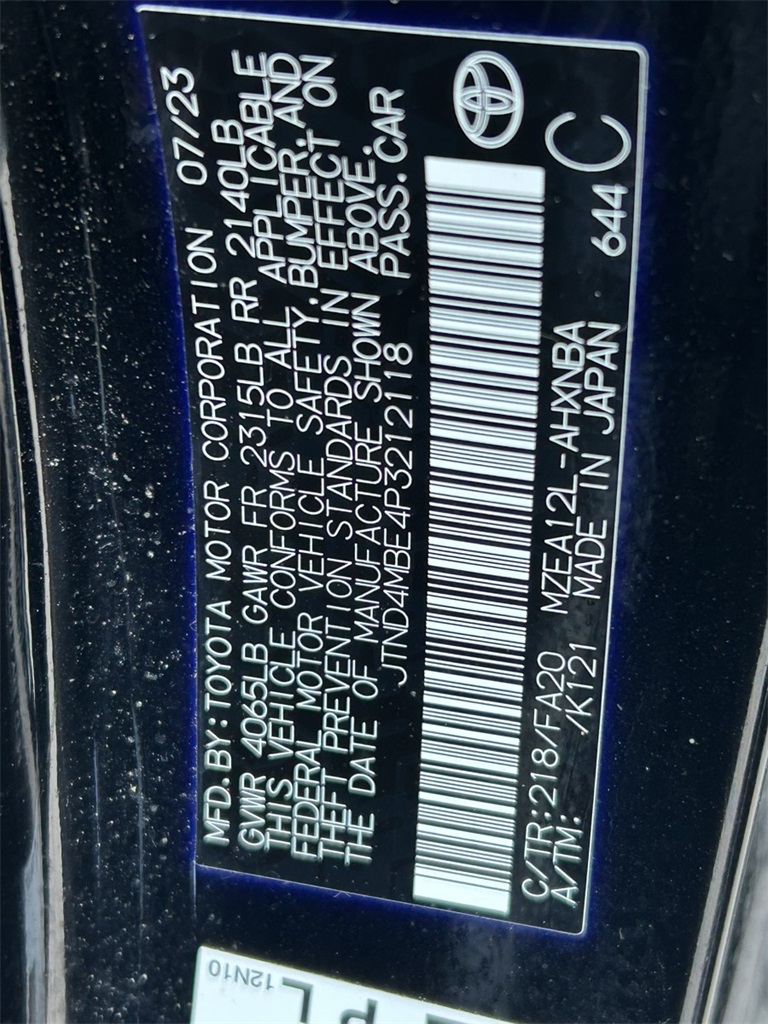 MFD.BY:TOYOTA MOTOR CORPORATION 07/23
GVWR 4065LB GAWR FR 2315LB RR 2140LB
THIS VEHICLE CONFORMS TO ALL APPLICABLE
FEDERAL MOTOR VEHICLE SAFETY,BUMPER,AND
THEFT PREVENTION STANDARDS IN EFFECT ON
THE DATE OF MANUFACTURE SHOWN ABOVE.
JTND4MBE4P3212118 PASS.CAR
C/TR:218/FA20 MZEA12L-AHXNBA
A/TM: /K121 MADE IN JAPAN
644 C
12N10